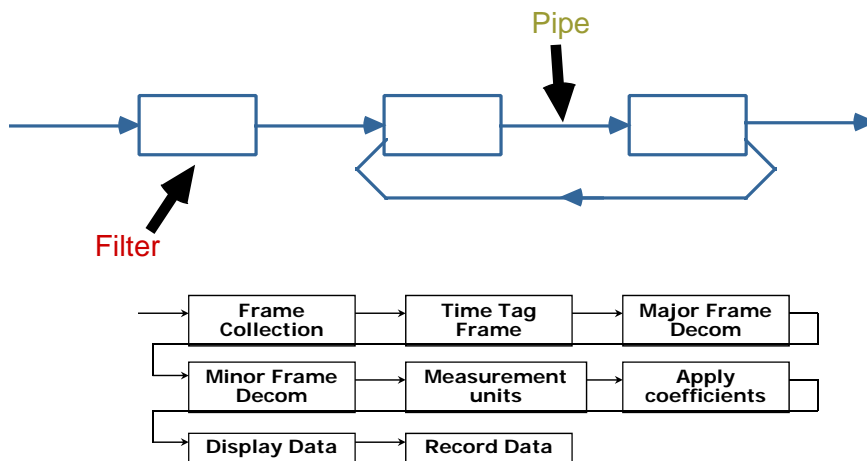 Pipe
Filter
Frame
Collection
Time Tag
Frame
Major Frame
Decom
Minor Frame
Decom
Measurement
units
Apply
coefficients
Display Data
Record Data